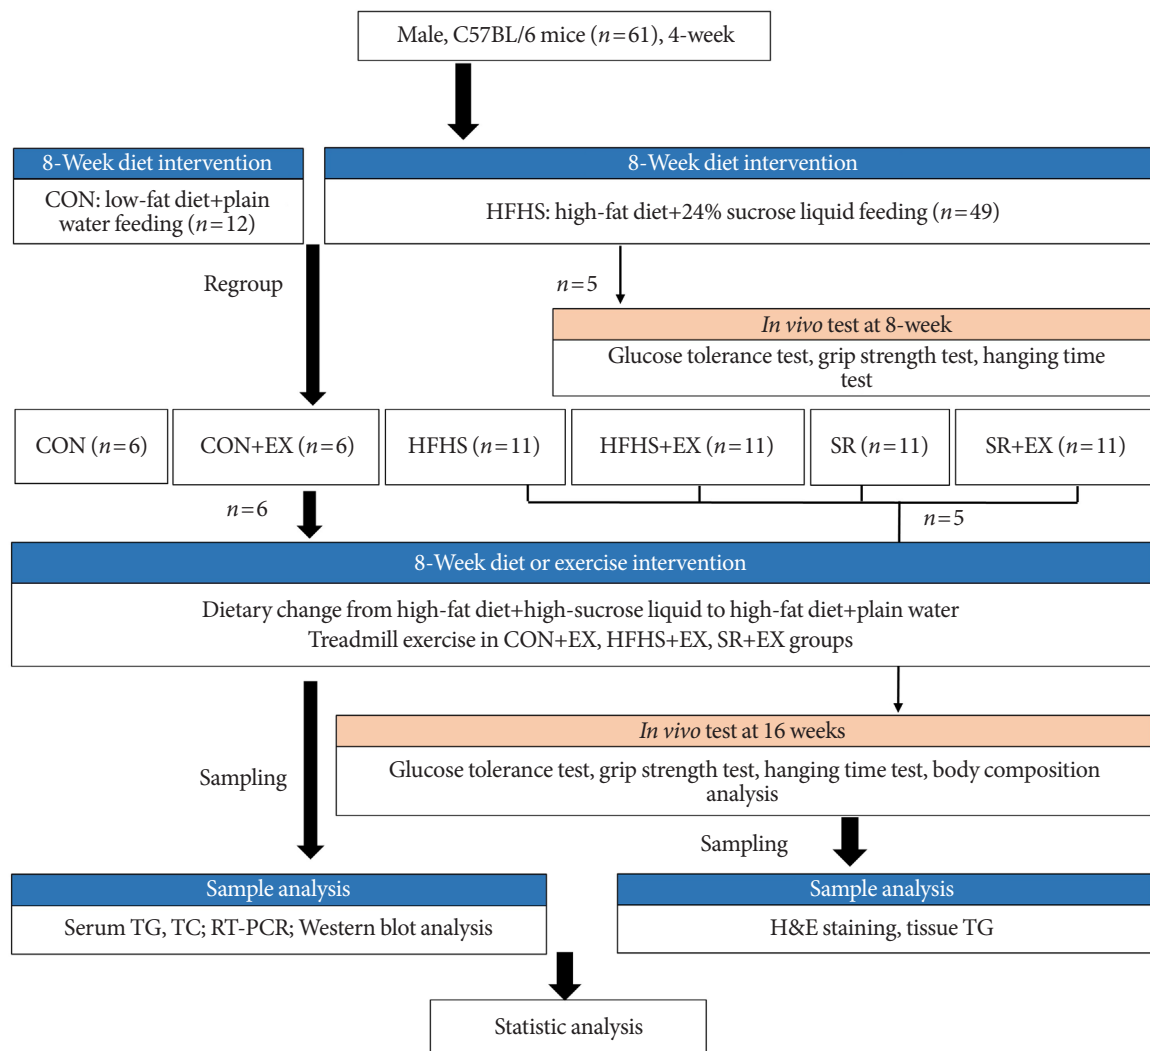 Male, C57BL/6 mice (n=61), 4-week
8-Week diet intervention
CON: low-fat diet+plain
water feeding (n=12)
8-Week diet intervention
HFHS: high-fat diet+24% sucrose liquid feeding (n=49)
Regroup
n=5
In vivo test at 8-week
Glucose tolerance test, grip strength test, hanging time
test
CON (n=6)
CON+EX (n=6)
HFHS (n=11)
HFHS+EX (n=11)
SR (n=11)
SR+EX (n=11)
n=6
n=5
8-Week diet or exercise intervention
Dietary change from high-fat diet+high-sucrose liquid to high-fat diet+plain water
Treadmill exercise in CON+EX, HFHS+EX, SR+EX groups
In vivo test at 16 weeks
Glucose tolerance test, grip strength test, hanging time test, body composition
analysis
Sampling
Sampling
Sample analysis
Serum TG, TC; RT-PCR; Western blot analysis
Sample analysis
H&E staining, tissue TG
Statistic analysis